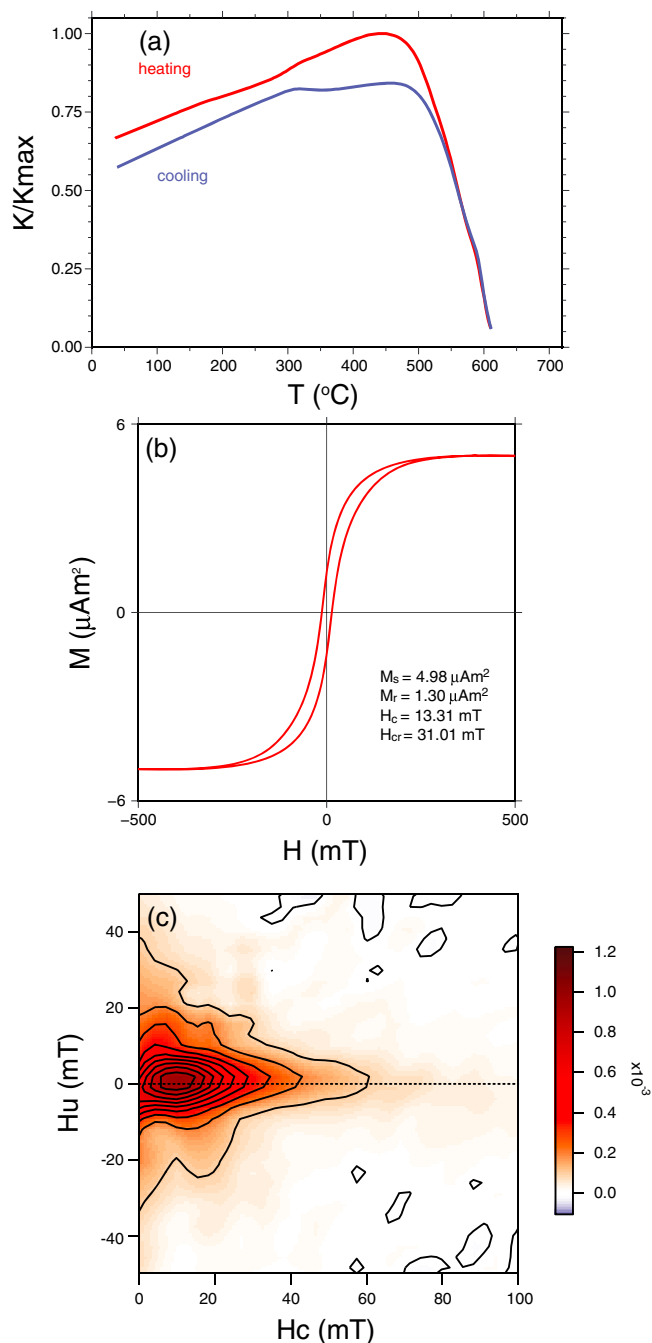 (a)
heating
cooling
K/Kmax
1.00
0.75
0.50
0.25
0.00
0 100 200 300 400 500 600 700
T (°C)
(b)
M (μAm²)
6
0
−6
Mₛ = 4.98 μAm²
Mᵣ = 1.30 μAm²
H_c = 13.31 mT
H_cr = 31.01 mT
−500 0 500
H (mT)
(c)
Hu (mT)
40
20
0
-20
-40
0 20 40 60 80 100
Hc (mT)
1.2
1.0
0.8
0.6
0.4
0.2
0.0
x10⁻³